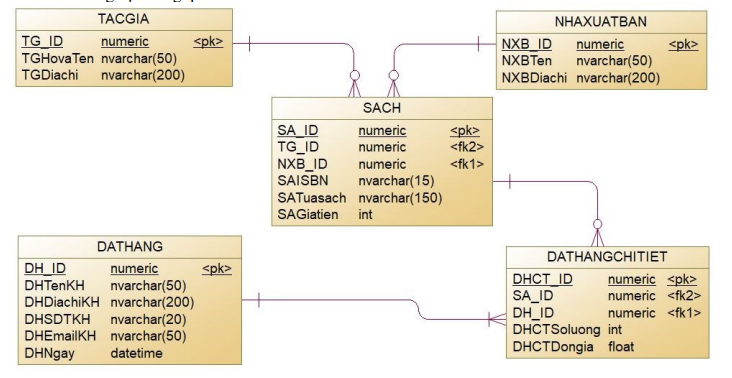 TACGIA
TG_ID numeric <pk>
TGHovaTen nvarchar(50)
TGDiachi nvarchar(200)
NHAXUATBAN
NXB_ID numeric <pk>
NXBTen nvarchar(50)
NXBDiachi nvarchar(200)
SACH
SA_ID numeric <pk>
TG_ID numeric <fk2>
NXB_ID numeric <fk1>
SAISBN nvarchar(15)
SATuasach nvarchar(150)
SAGiatien int
DATHANG
DH_ID numeric <pk>
DHTenKH nvarchar(50)
DHDiachiKH nvarchar(200)
DHSDTKH nvarchar(20)
DHEmailKH nvarchar(50)
DHNgay datetime
DATHANGCHITIET
DHCT_ID numeric <pk>
SA_ID numeric <fk2>
DH_ID numeric <fk1>
DHCTSoluong int
DHCTDongia float